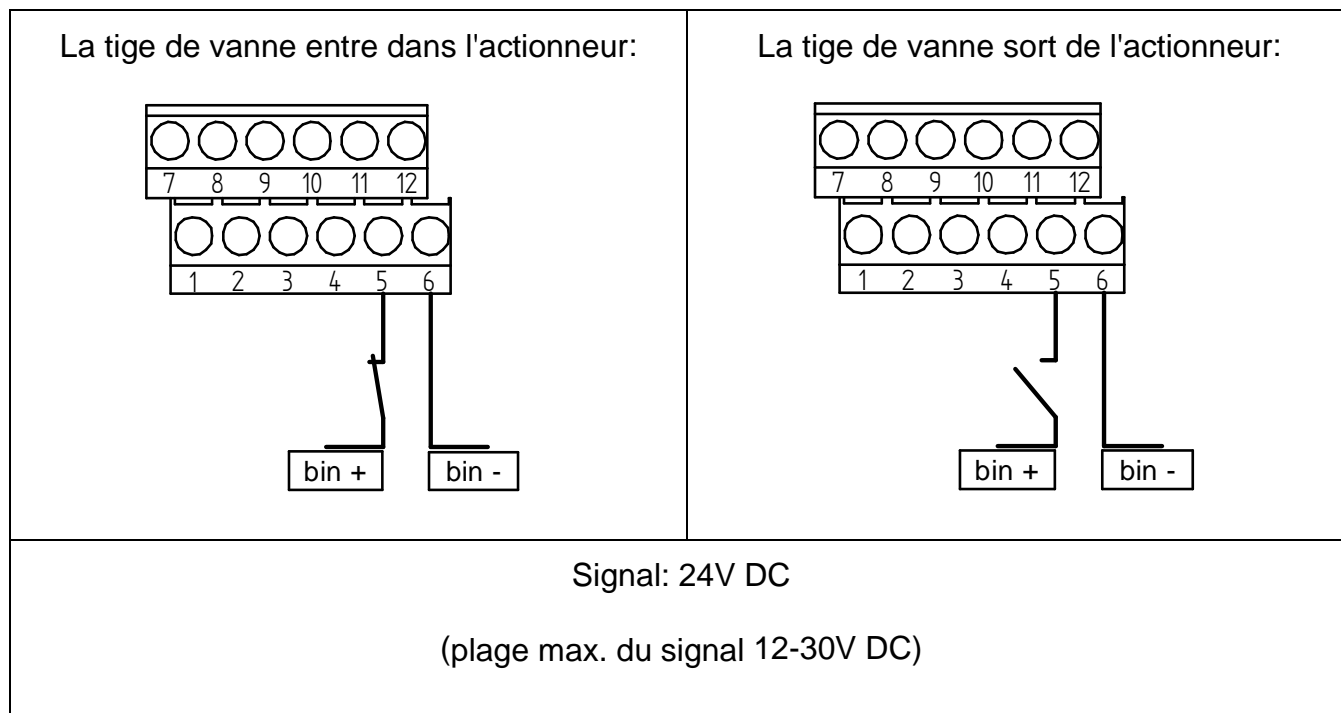 La tige de vanne entre dans l'actionneur:
7 8 9 10 11 12
1 2 3 4 5 6
bin + bin -
La tige de vanne sort de l'actionneur:
7 8 9 10 11 12
1 2 3 4 5 6
bin + bin -
Signal: 24V DC
(plage max. du signal 12-30V DC)